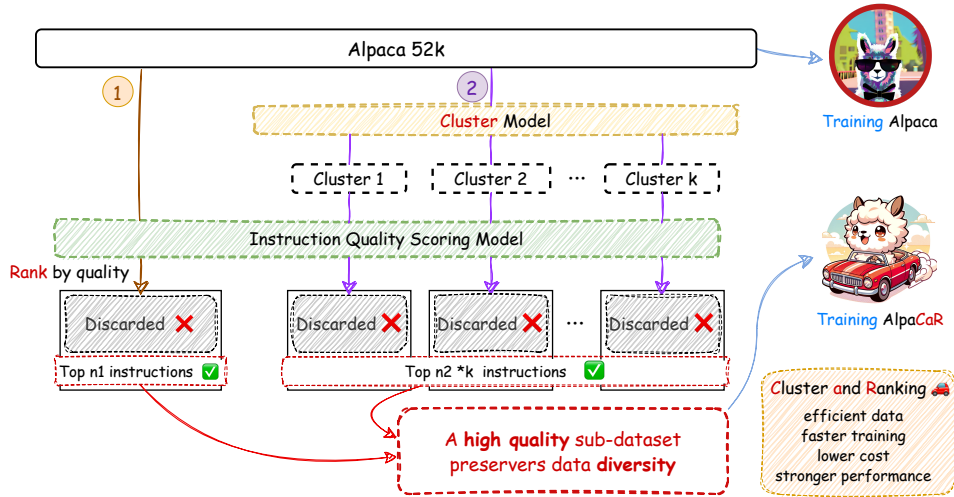 Alpaca 52k
1
2
Training Alpaca
Cluster Model
Cluster 1
Cluster 2
...
Cluster k
Instruction Quality Scoring Model
Rank by quality
Discarded
Discarded
Discarded
...
Discarded
Top n1 instructions
Top n2 *k instructions
Training AlpaCaR
A high quality sub-dataset
preservers data diversity
Cluster and Ranking
efficient data
faster training
lower cost
stronger performance